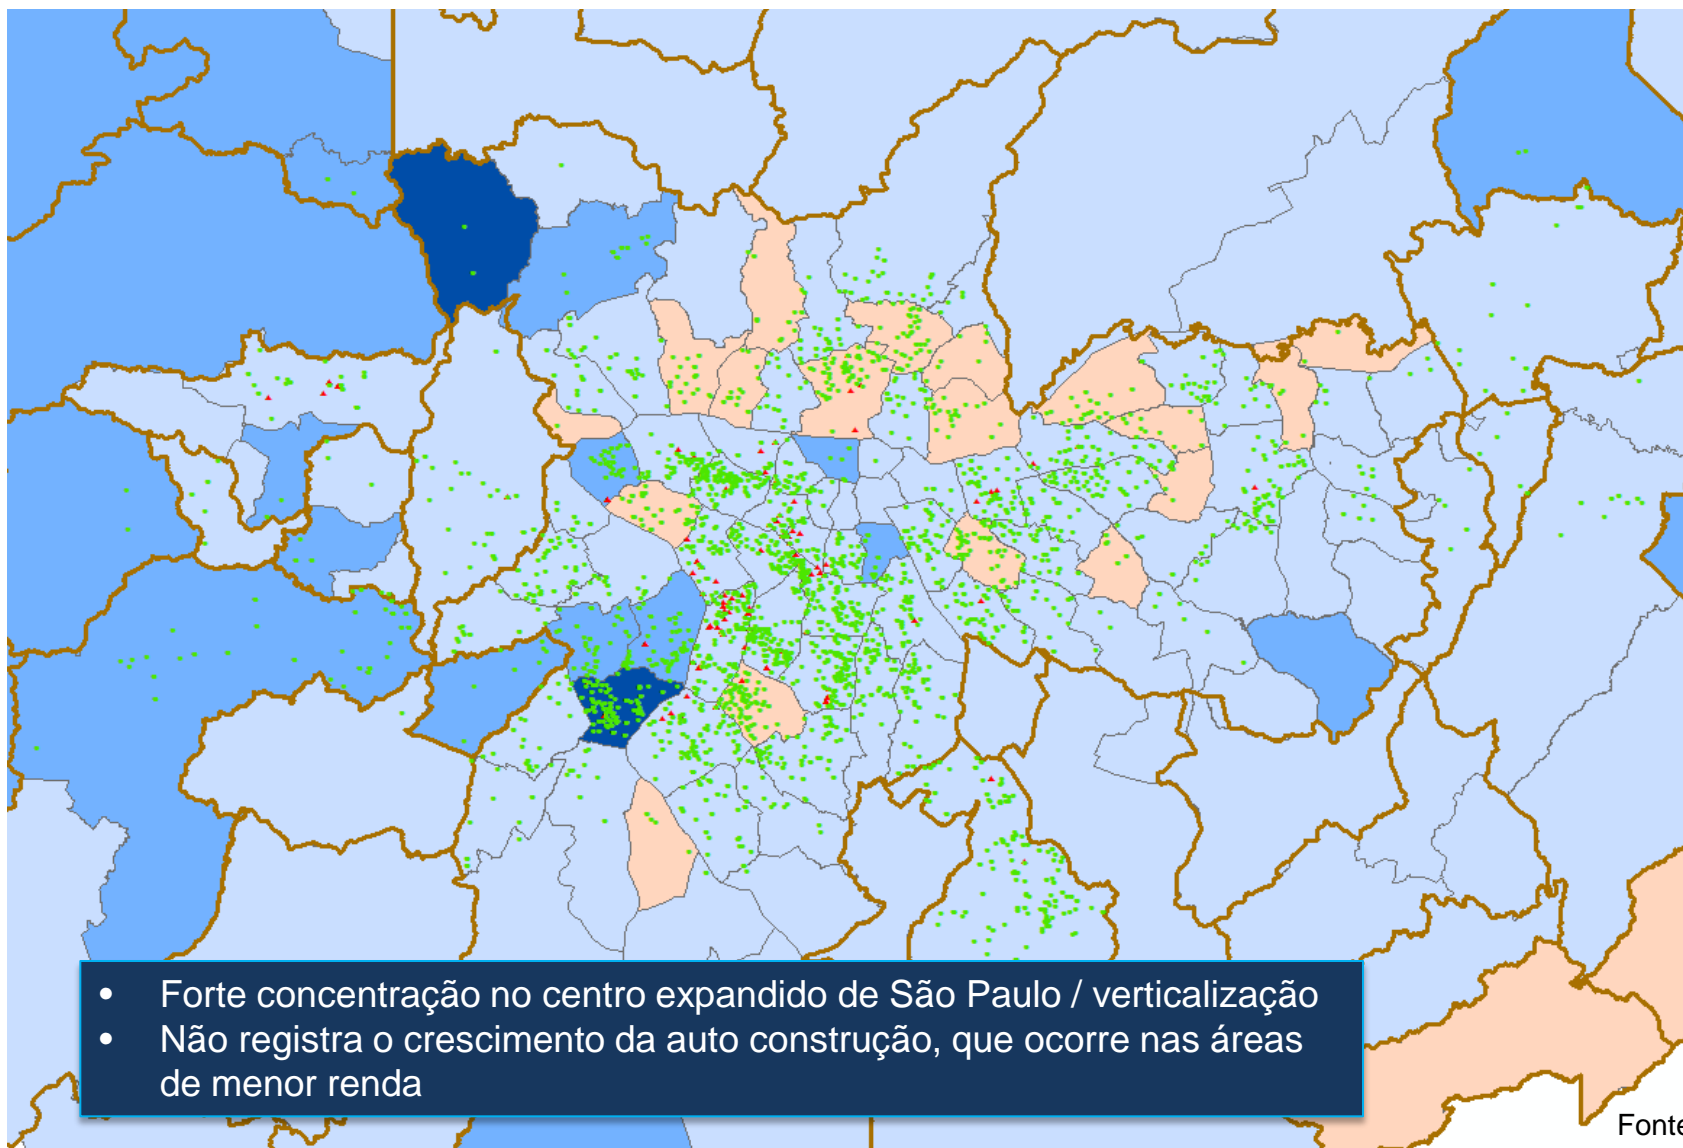 • Forte concentração no centro expandido de São Paulo / verticalização
• Não registra o crescimento da auto construção, que ocorre nas áreas
de menor renda
Fonte